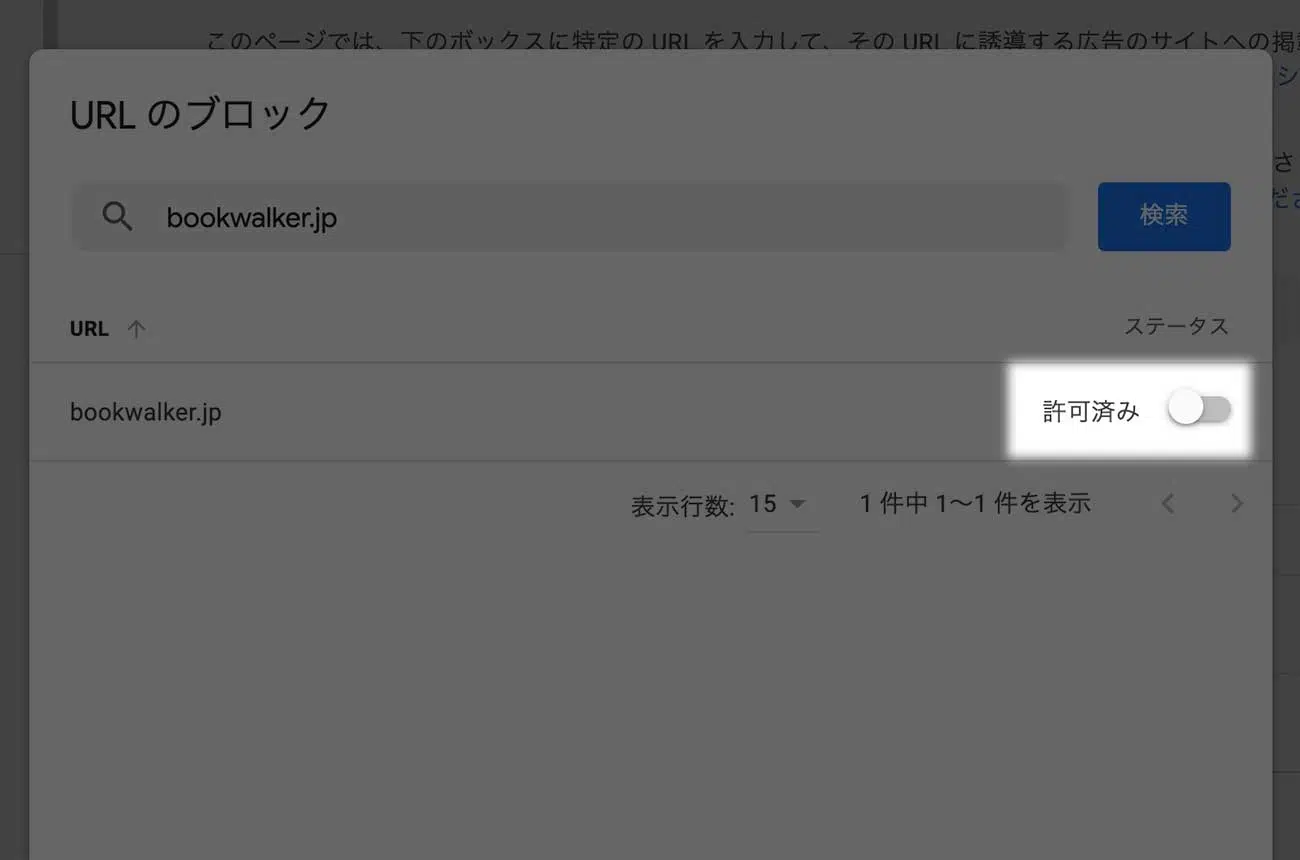 このページでは、下のボックスに特定の URL を入力して、その URL に誘導する広告のサイトへの掲
シ
URL のブロック
さ
ださ
bookwalker.jp
検索
URL
ステータス
bookwalker.jp
許可済み
表示行数:
15
1 件中 1〜1 件を表示